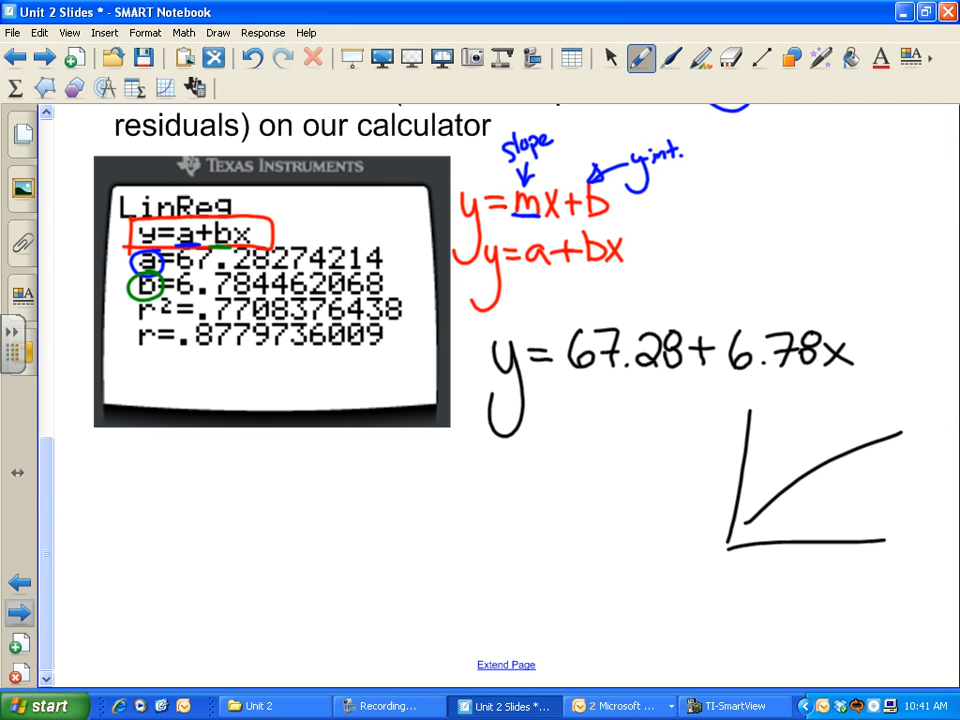 Unit 2 Slides * - SMART Notebook
File Edit View Insert Format Math Draw Response Help
residuals) on our calculator
TEXAS INSTRUMENTS
LinReg
y=a+bx
a=67.28274214
b=6.784462068
r²=.7708376438
r=.8779736009
slope
y-int.
y=mx+b
y=a+bx
y=67.28+6.78x
Extend Page
start
Unit 2
Recording...
Unit 2 Slides *...
2 Microsoft ...
TI-SmartView
10:41 AM